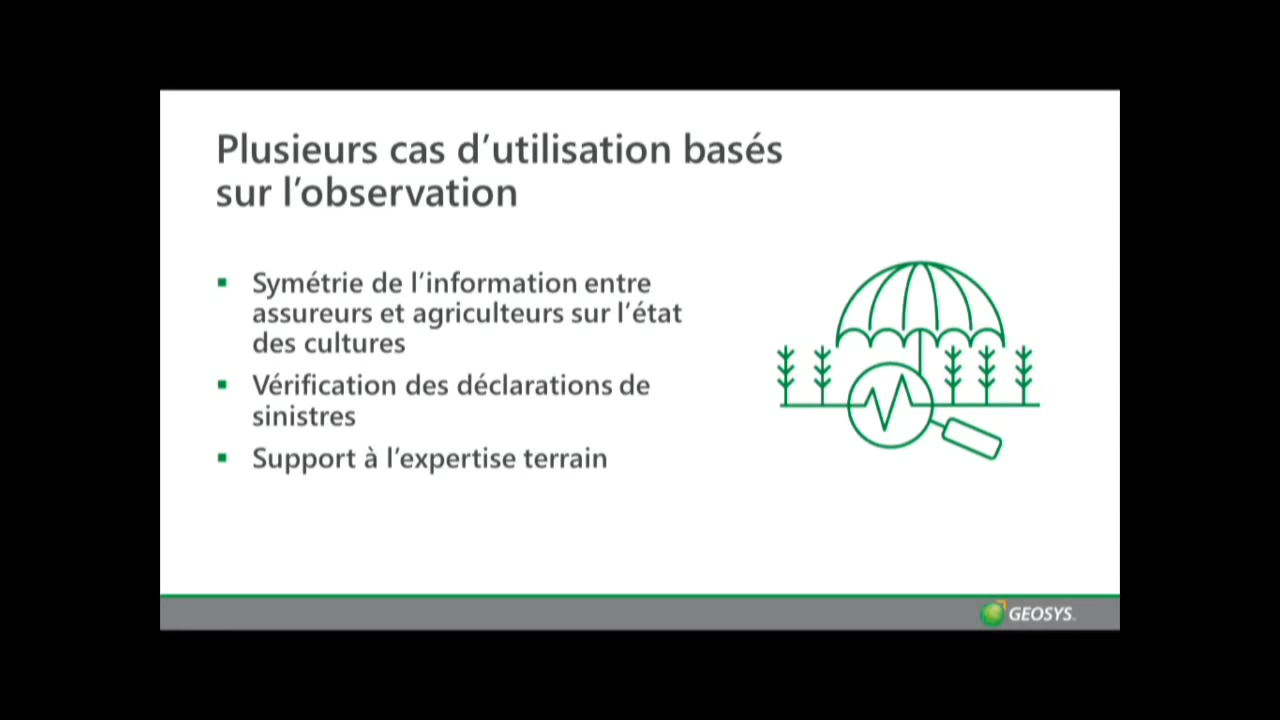 Plusieurs cas d’utilisation basés
sur l’observation
▪ Symétrie de l’information entre
assureurs et agriculteurs sur l’état
des cultures
▪ Vérification des déclarations de
sinistres
▪ Support à l’expertise terrain
GEOSYS